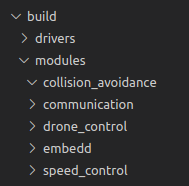 build
drivers
modules
collision_avoidance
communication
drone_control
embedd
speed_control